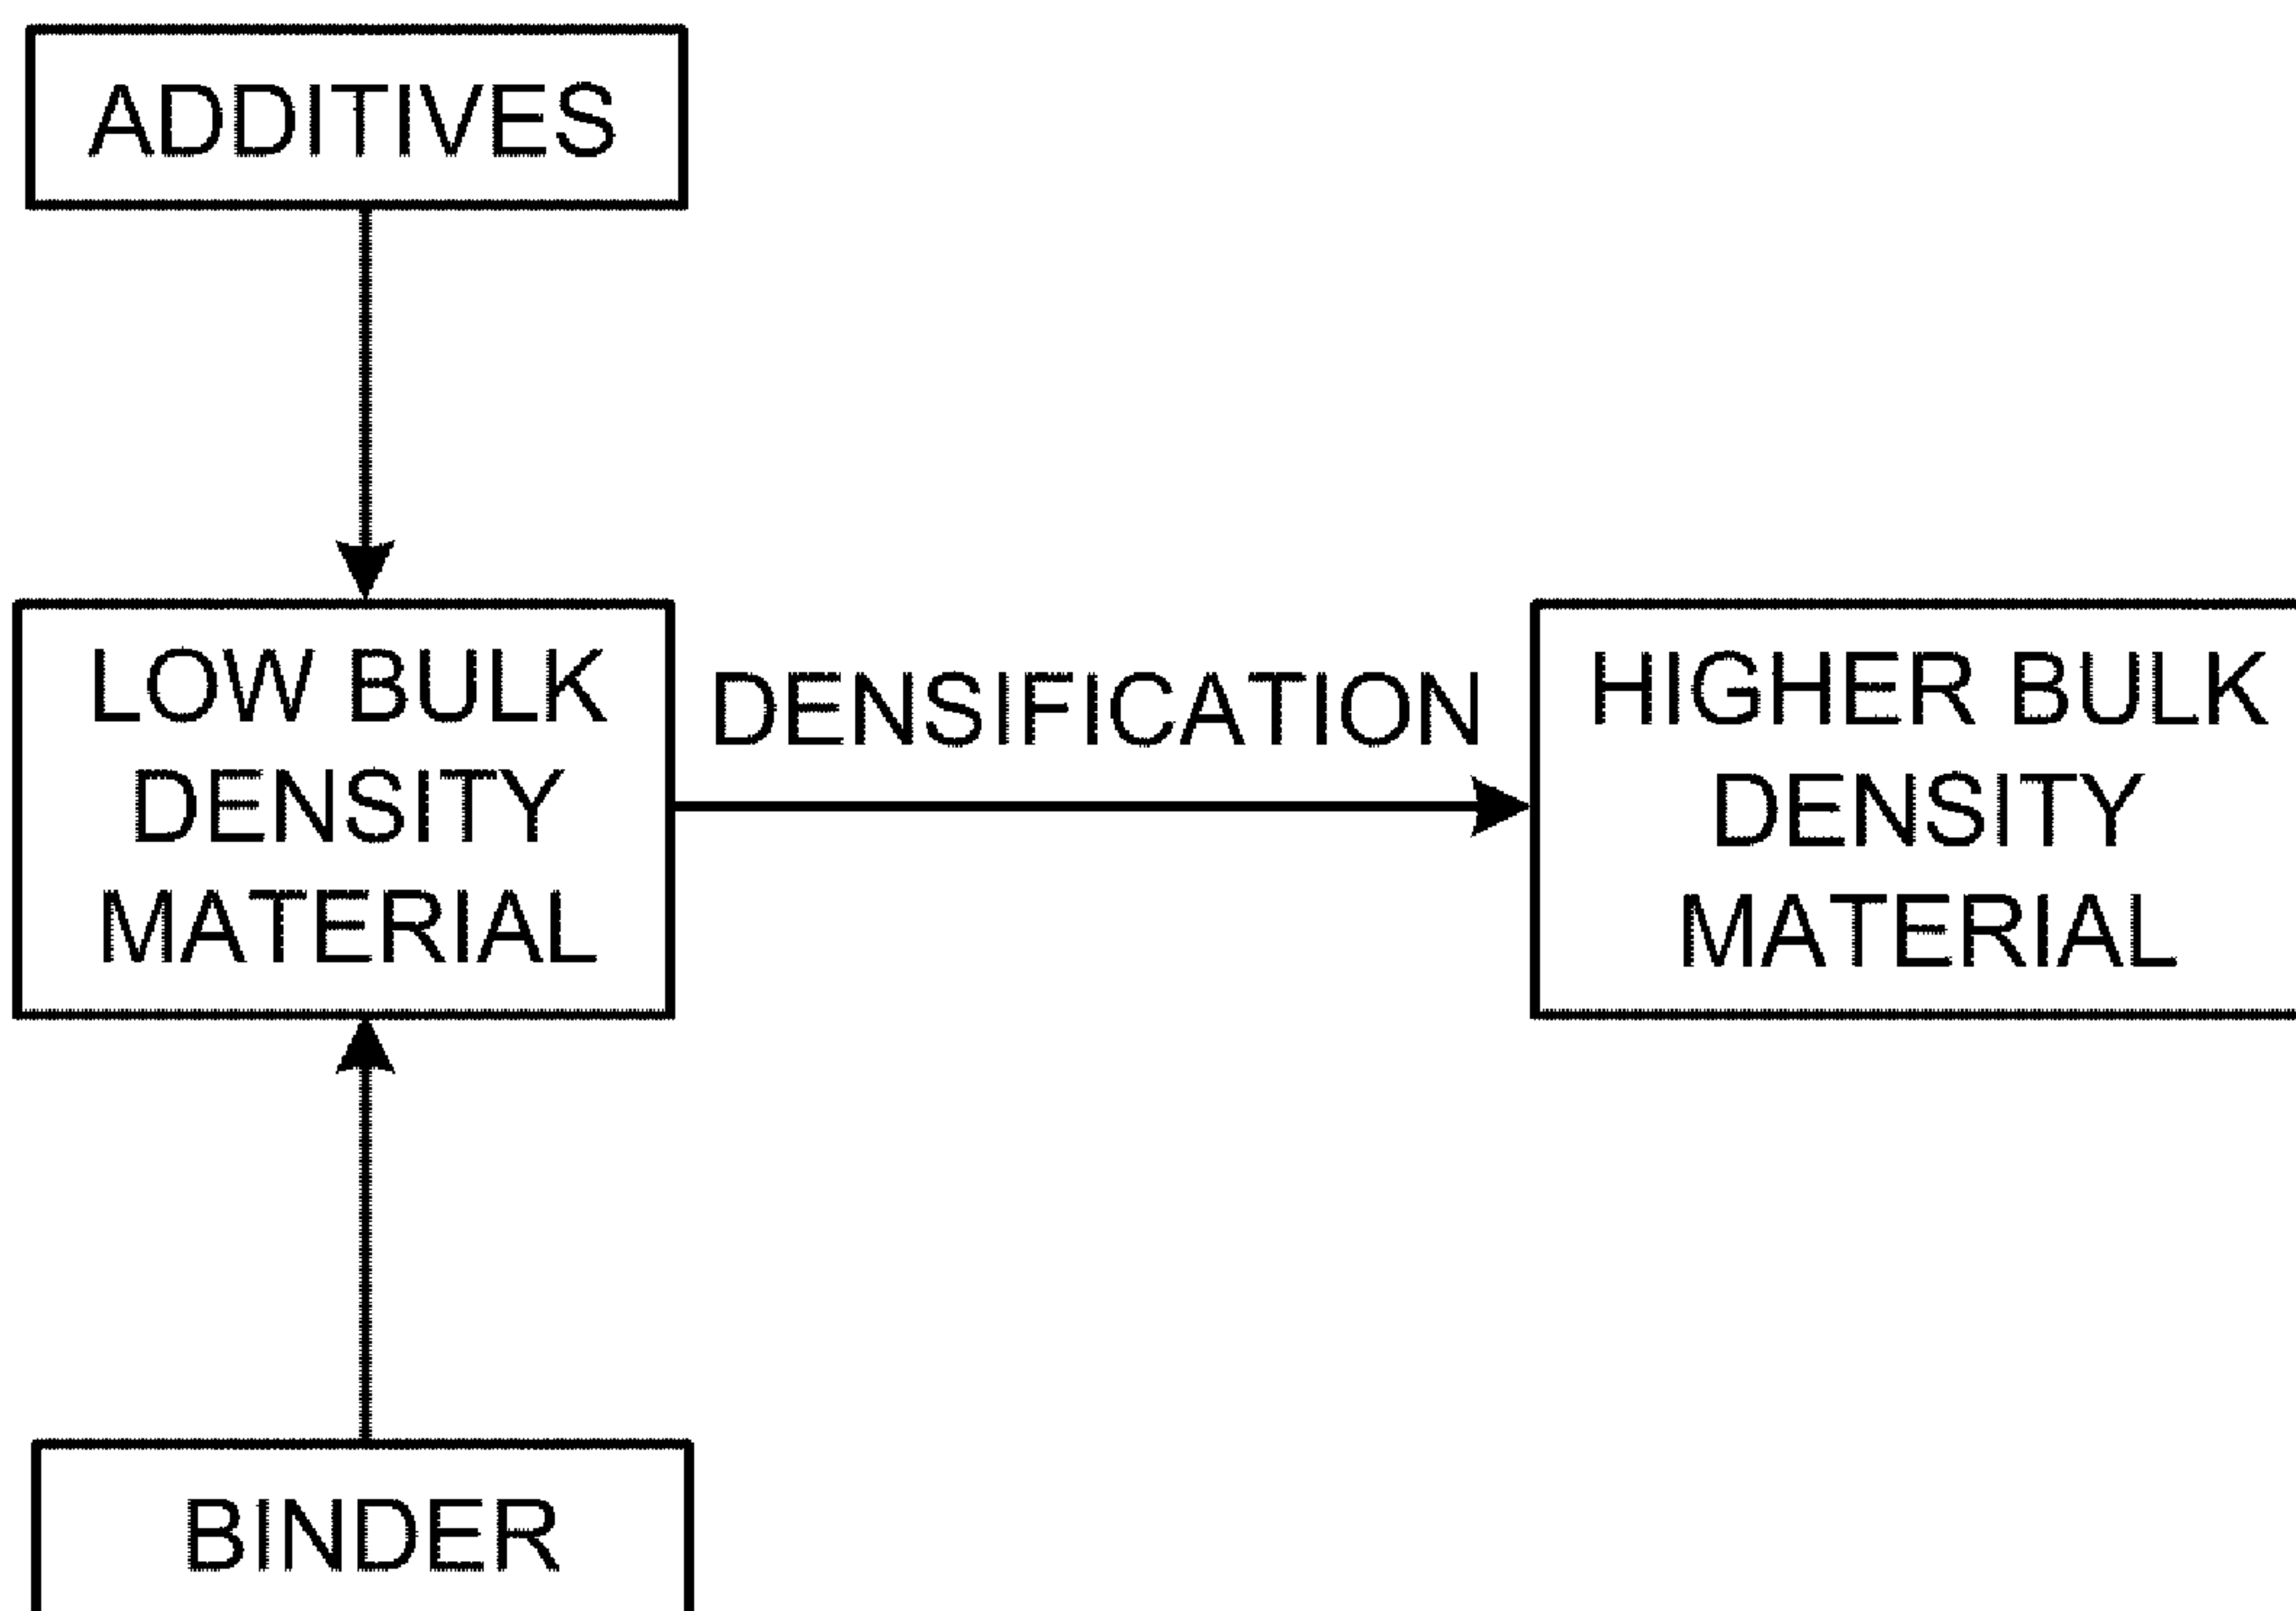 ADDITIVES
LOW BULK
DENSITY
MATERIAL
DENSIFICATION
HIGHER BULK
DENSITY
MATERIAL
BINDER